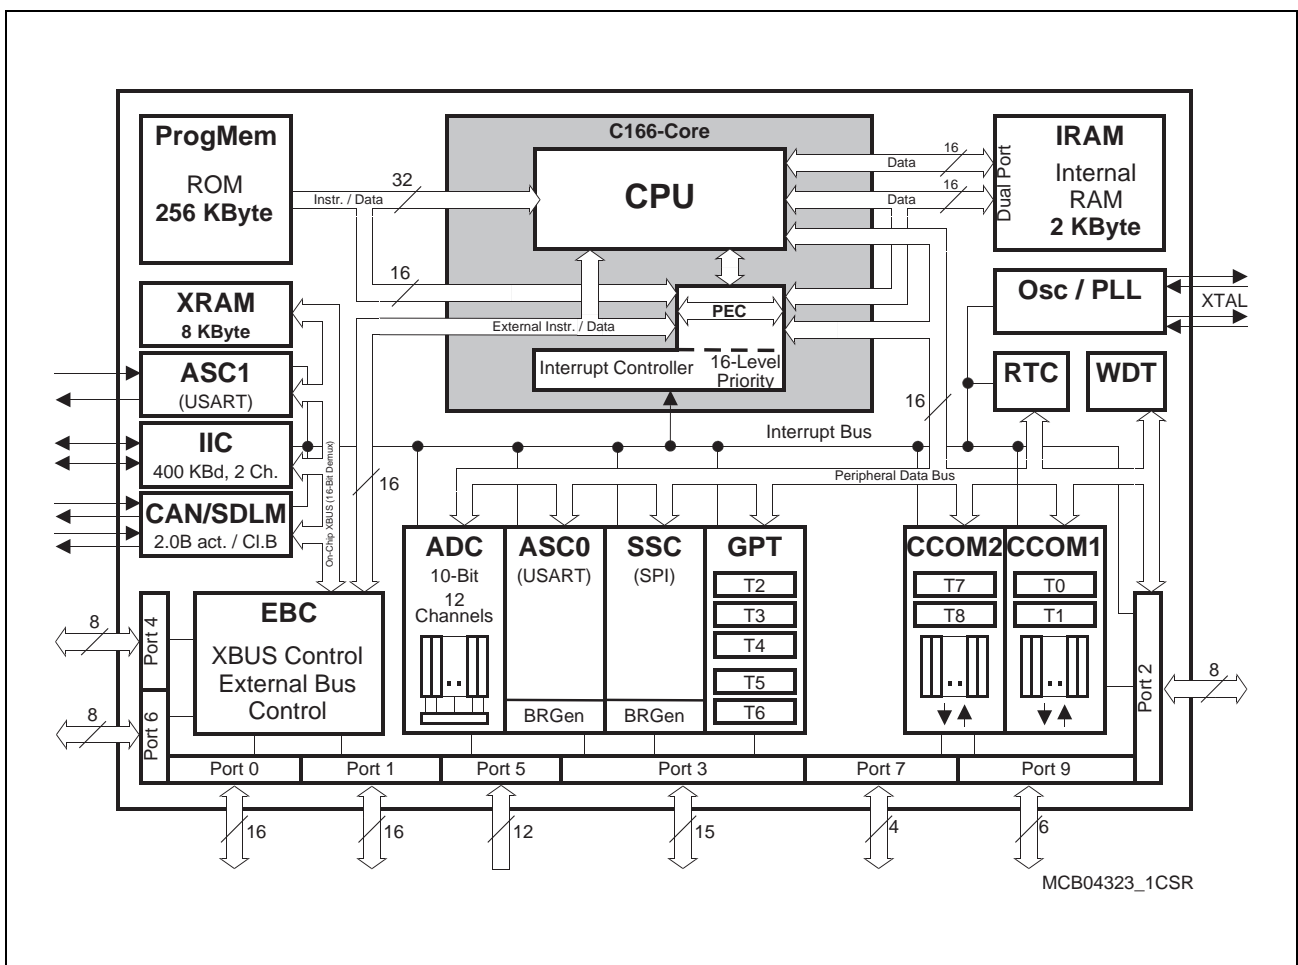 ProgMem
ROM
256 KByte
C166-Core
CPU
IRAM
Internal
RAM
2 KByte
Dual Port
32
Instr. / Data
16
Data
16
Data
16
XRAM
8 KByte
External Instr. / Data
PEC
Interrupt Controller
16-Level
Priority
Osc / PLL
XTAL
ASC1
(USART)
RTC
WDT
16
IIC
400 KBd, 2 Ch.
Interrupt Bus
On-Chip XBUS (16-Bit Demux)
16
Peripheral Data Bus
CAN/SDLM
2.0B act. / Cl.B
ADC
10-Bit
12
Channels
ASC0
(USART)
BRGen
SSC
(SPI)
BRGen
GPT
T2
T3
T4
T5
T6
CCOM2
T7
T8
CCOM1
T0
T1
EBC
XBUS Control
External Bus
Control
8
Port 4
8
Port 6
Port 2
8
Port 0
Port 1
Port 5
Port 3
Port 7
Port 9
16
16
12
15
4
6
MCB04323_1CSR